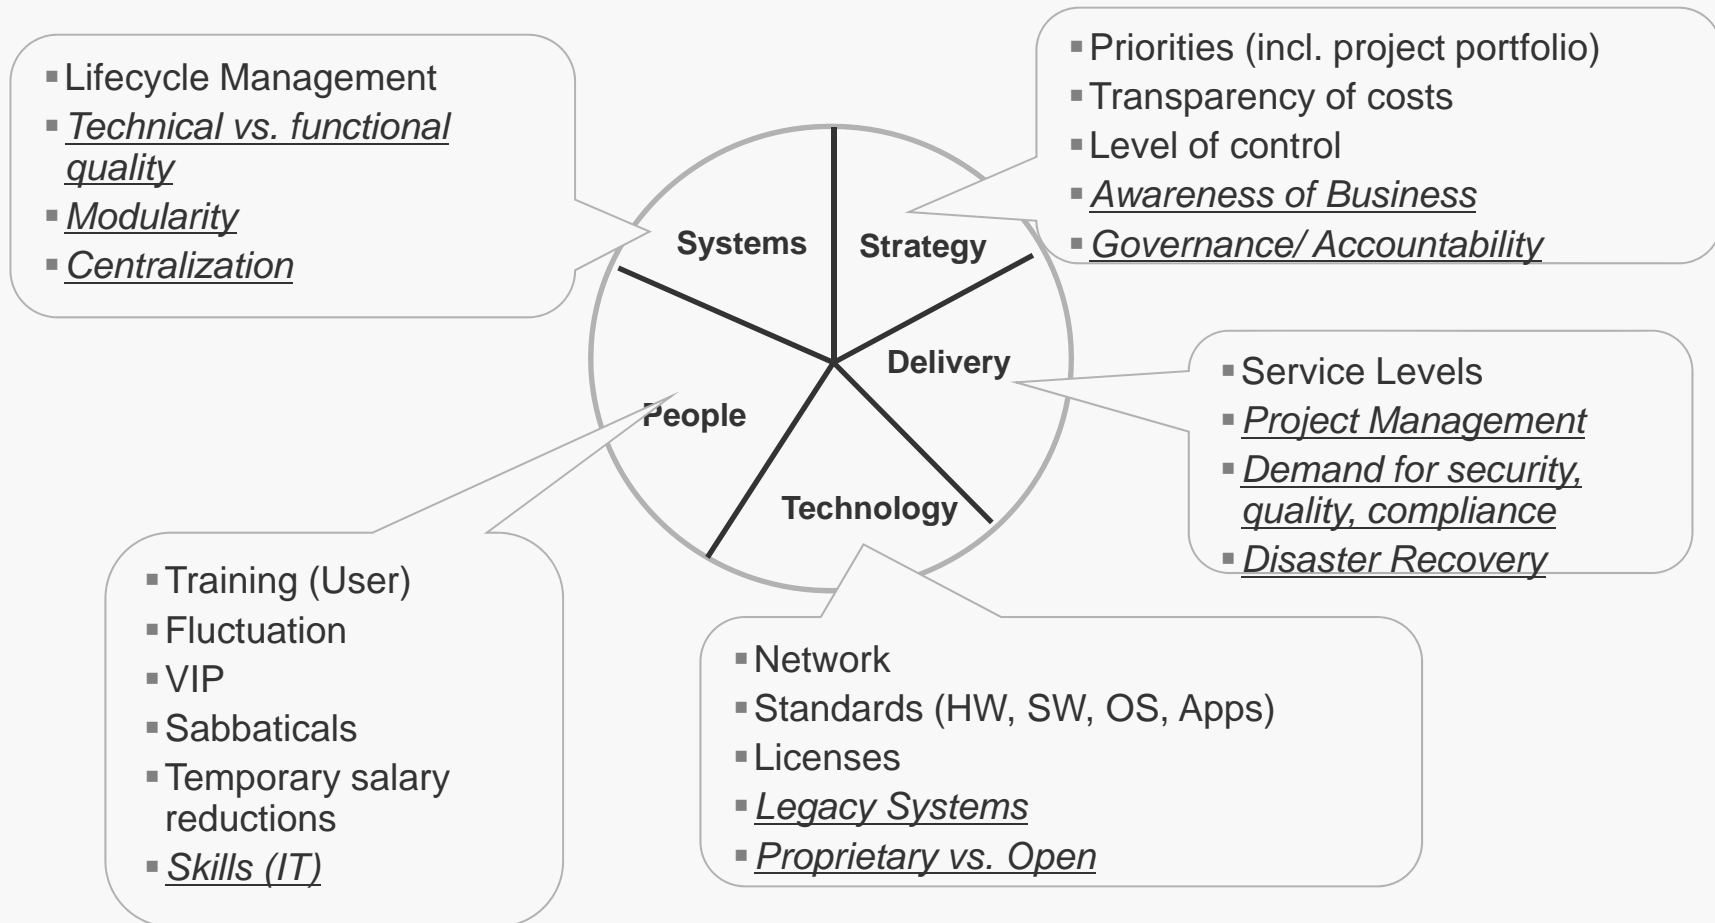 ▪ Lifecycle Management
▪ Technical vs. functional
quality
▪ Modularity
▪ Centralization
▪ Priorities (incl. project portfolio)
▪ Transparency of costs
▪ Level of control
▪ Awareness of Business
▪ Governance/ Accountability
Systems
Strategy
Delivery
People
Technology
▪ Service Levels
▪ Project Management
▪ Demand for security,
quality, compliance
▪ Disaster Recovery
▪ Training (User)
▪ Fluctuation
▪ VIP
▪ Sabbaticals
▪ Temporary salary
reductions
▪ Skills (IT)
▪ Network
▪ Standards (HW, SW, OS, Apps)
▪ Licenses
▪ Legacy Systems
▪ Proprietary vs. Open